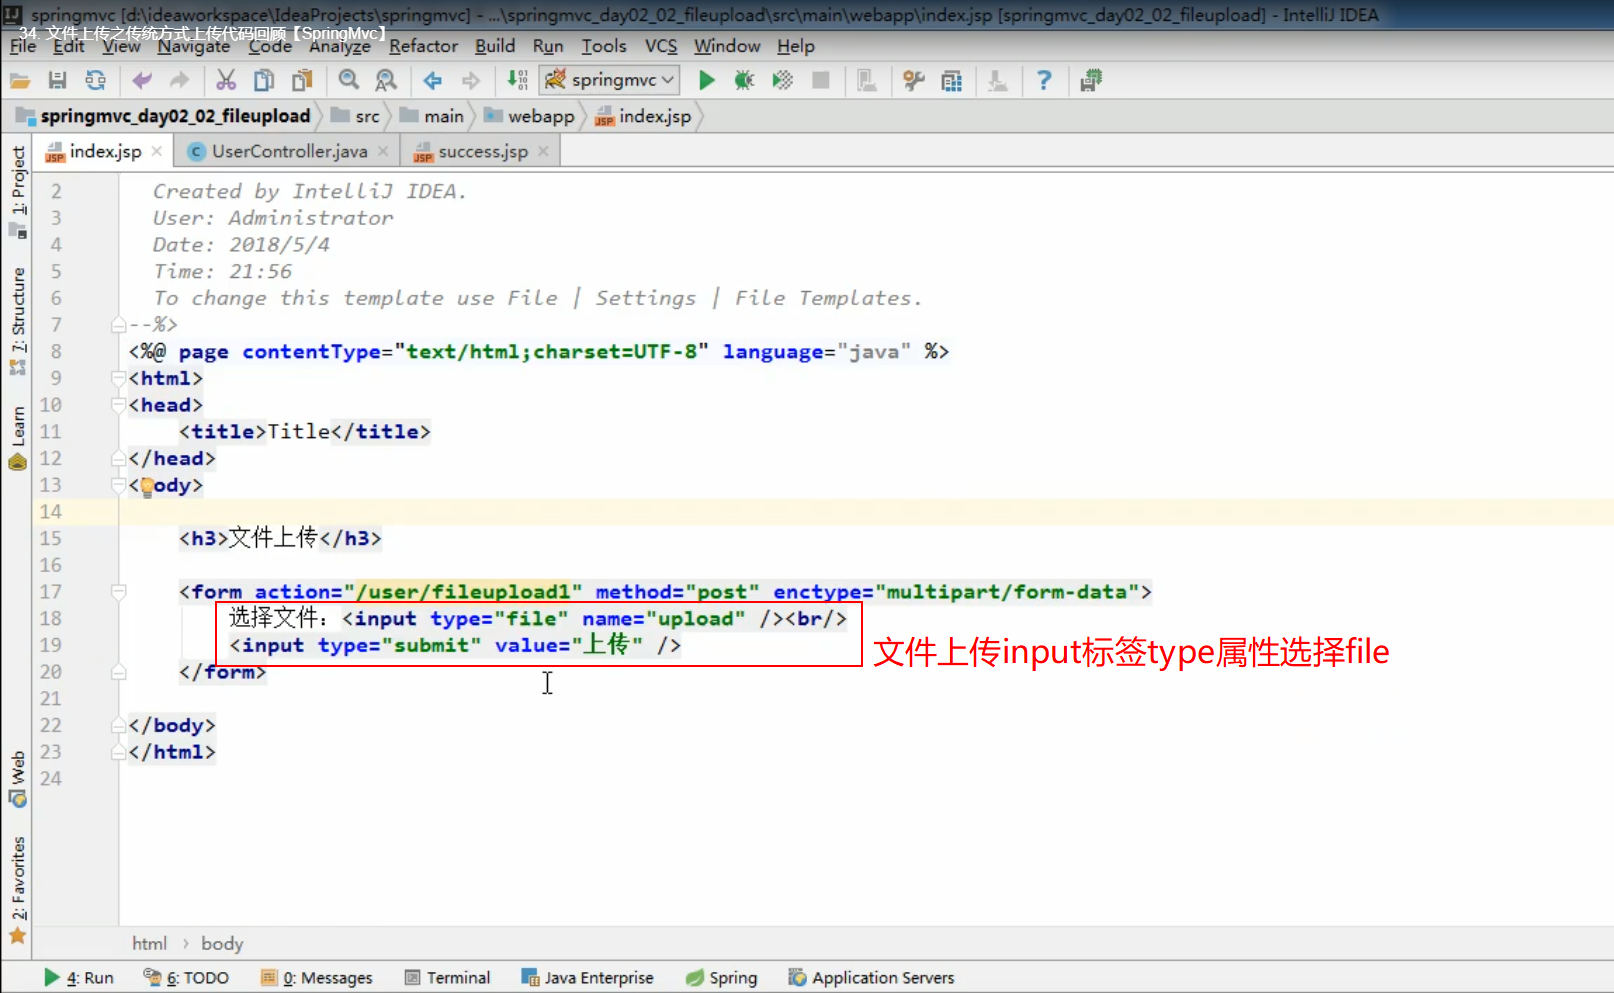 springmvc [d:\ideaworkspace\IdeaProjects\springmvc] - ...\springmvc_day02_02_fileupload\src\main\webapp\index.jsp [springmvc_day02_02_fileupload] - IntelliJ IDEA
34. 文件上传之传统方式上传代码回顾【SpringMvc】
File Edit View Navigate Code Analyze Refactor Build Run Tools VCS Window Help
springmvc
springmvc_day02_02_fileupload src main webapp index.jsp
index.jsp UserController.java success.jsp
1: Project
7: Structure
Learn
Web
2: Favorites
2 Created by IntelliJ IDEA.
3 User: Administrator
4 Date: 2018/5/4
5 Time: 21:56
6 To change this template use File | Settings | File Templates.
7 --%>
8 <%@ page contentType="text/html;charset=UTF-8" language="java" %>
9 <html>
10 <head>
11 <title>Title</title>
12 </head>
13 <body>
14
15 <h3>文件上传</h3>
16
17 <form action="/user/fileupload1" method="post" enctype="multipart/form-data">
18 选择文件：<input type="file" name="upload" /><br/>
19 <input type="submit" value="上传" />
文件上传input标签type属性选择file
20 </form>
21
22 </body>
23 </html>
24
html › body
4: Run 6: TODO 0: Messages Terminal Java Enterprise Spring Application Servers